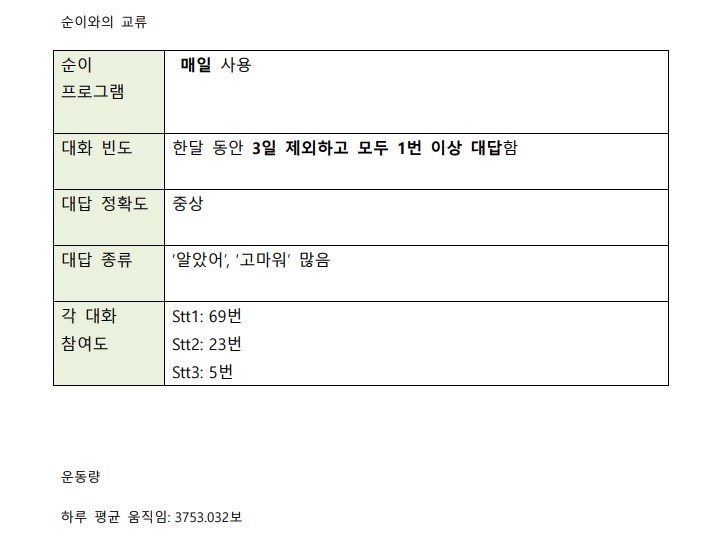 순이와의 교류
순이
프로그램
매일 사용
대화 빈도
한달 동안 3일 제외하고 모두 1번 이상 대답함
대답 정확도
중상
대답 종류
‘알았어’, ‘고마워’ 많음
각 대화
참여도
Stt1: 69번
Stt2: 23번
Stt3: 5번
운동량
하루 평균 움직임: 3753.032보